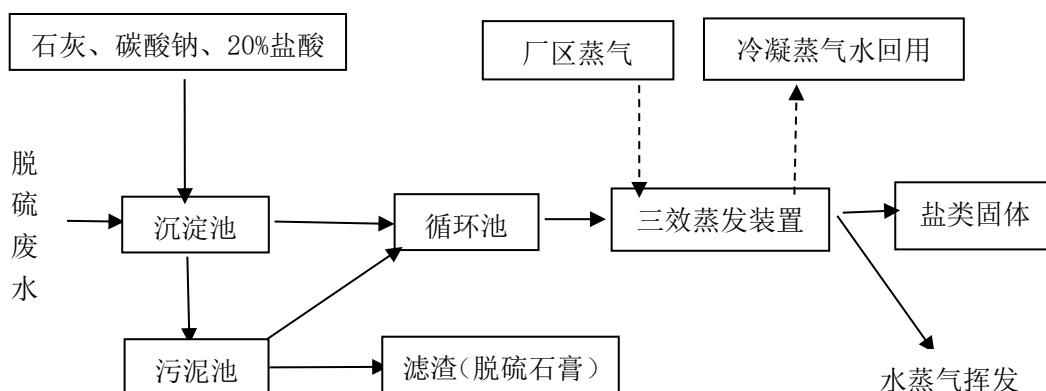 石灰、碳酸钠、20%盐酸
厂区蒸气
冷凝蒸气水回用
脱硫废水
沉淀池
循环池
三效蒸发装置
盐类固体
污泥池
滤渣(脱硫石膏)
水蒸气挥发